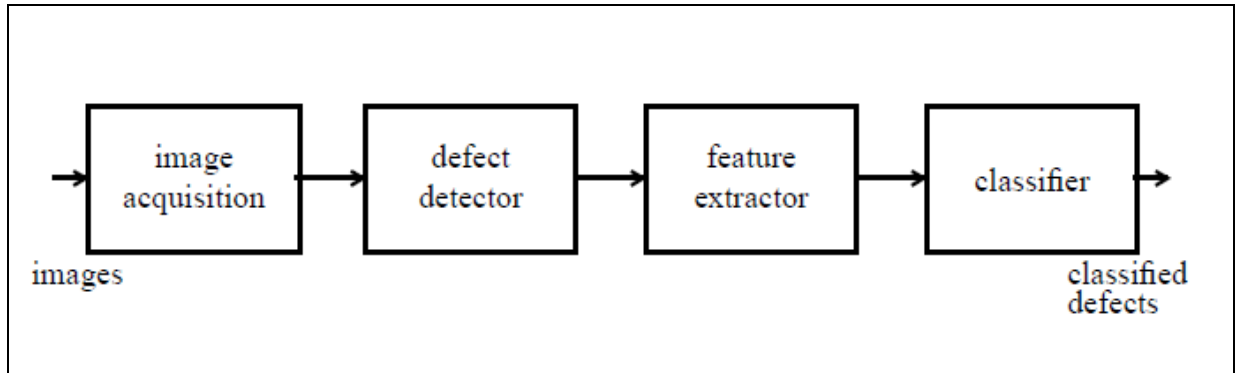 image
acquisition
defect
detector
feature
extractor
classifier
images
classified
defects